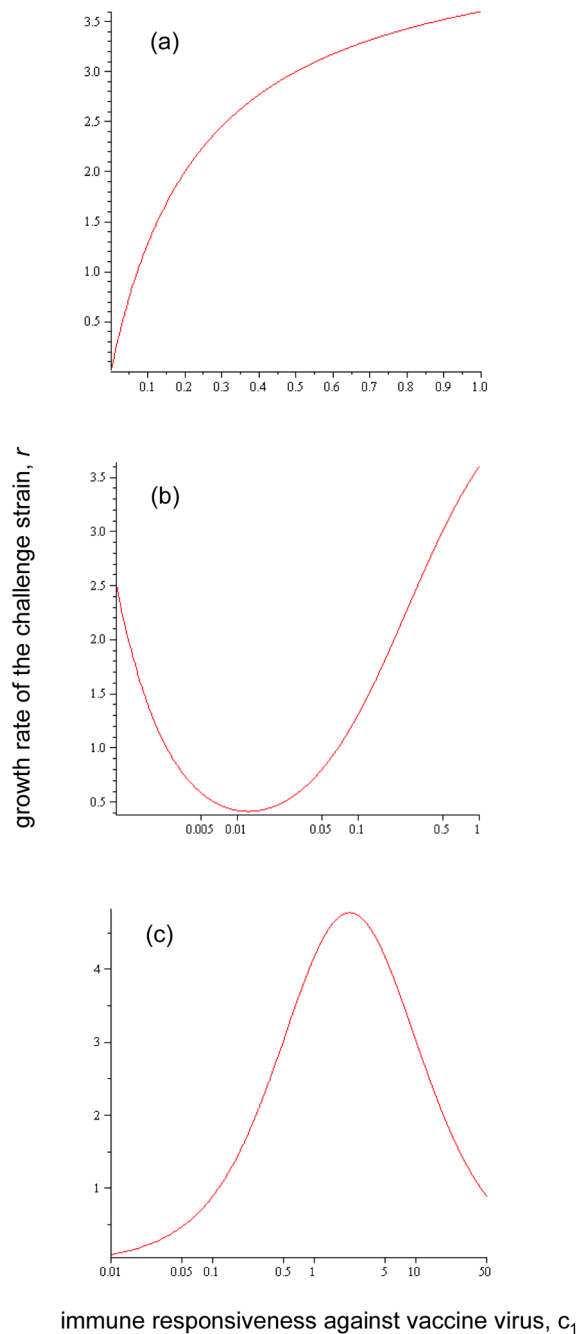 (a)
3.5
3.0
2.5
2.0
1.5
1.0
0.5
0.1 0.2 0.3 0.4 0.5 0.6 0.7 0.8 0.9 1.0
growth rate of the challenge strain, r
(b)
3.5
3.0
2.5
2.0
1.5
1.0
0.5
0.005 0.01 0.05 0.1 0.5 1
(c)
4
3
2
1
0.01 0.05 0.1 0.5 1 5 10 50
immune responsiveness against vaccine virus, c1